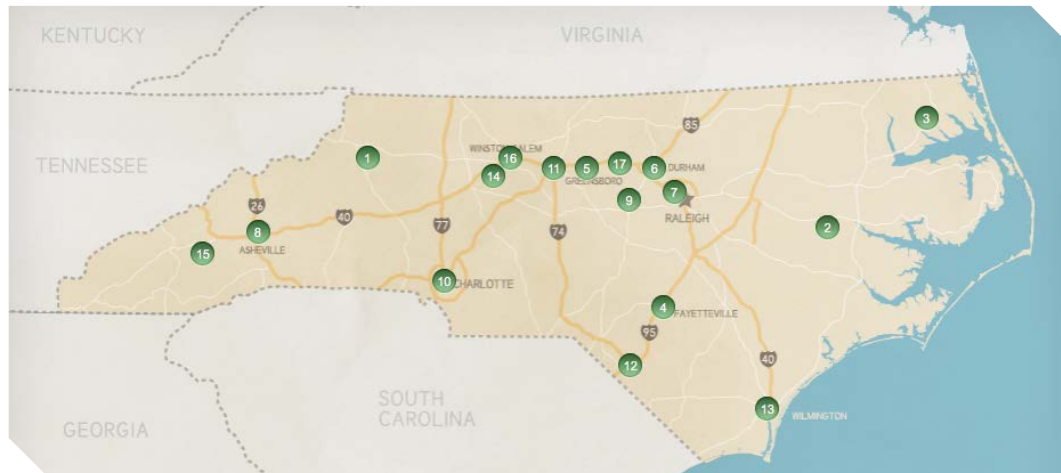 KENTUCKY
VIRGINIA
3
85
TENNESSEE
1
WINSTON-SALEM
16
14
11
5
17
6
DURHAM
GREENSBORO
7
9
RALEIGH
26
40
77
74
2
8
ASHEVILLE
15
10
CHARLOTTE
4
FAYETTEVILLE
95
12
40
SOUTH
CAROLINA
13
WILMINGTON
GEORGIA